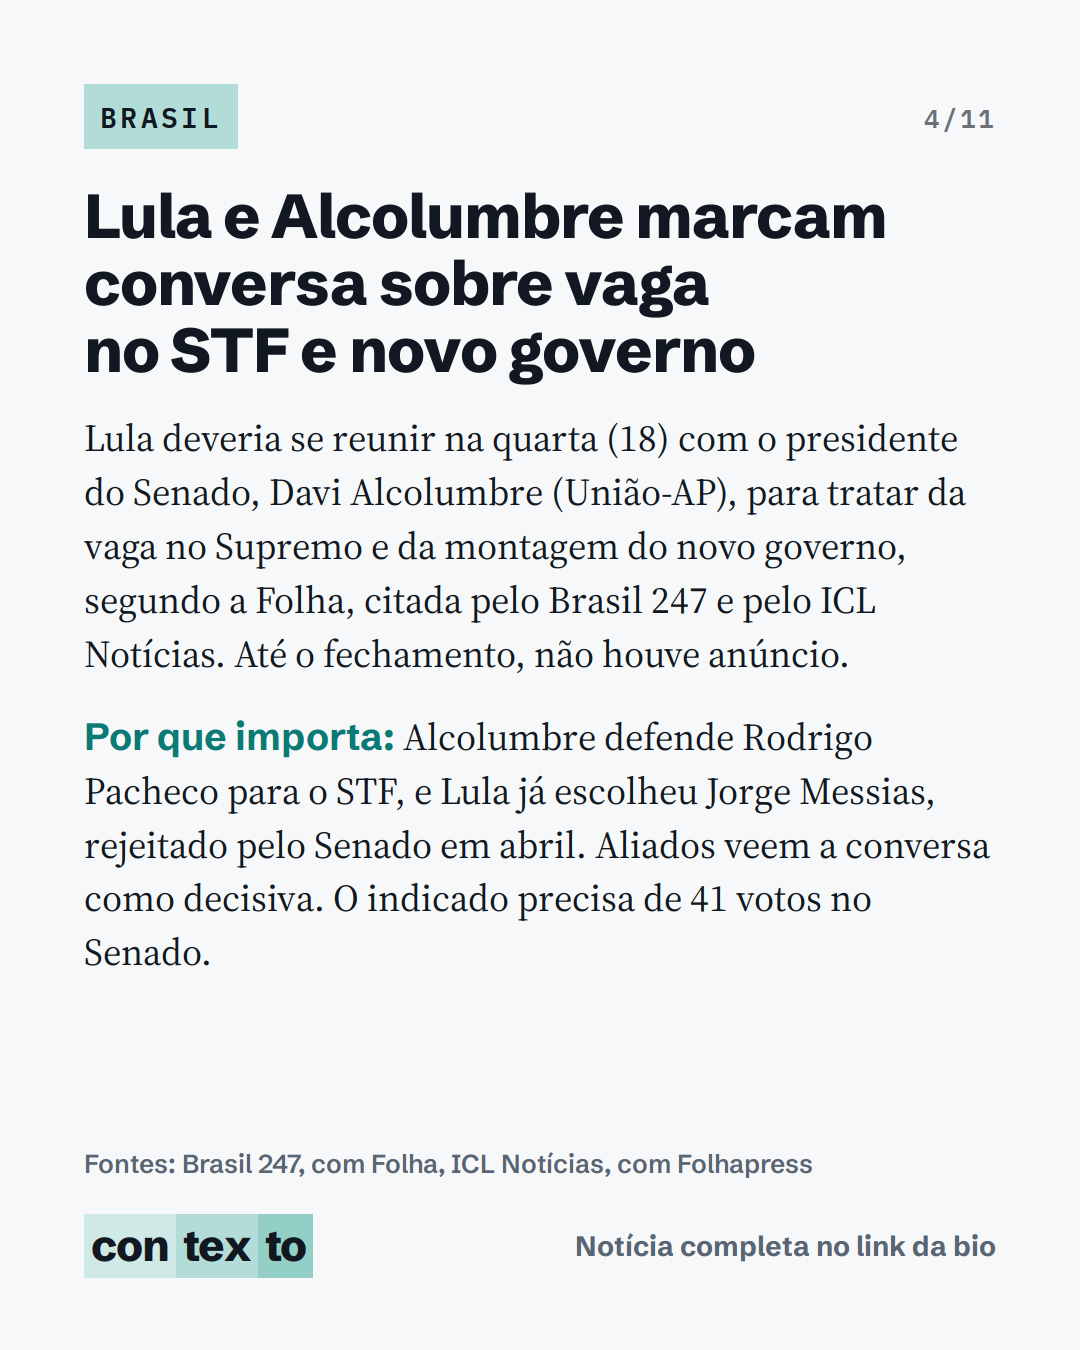 BRASIL
4/11
Lula e Alcolumbre marcam
conversa sobre vaga
no STF e novo governo
Lula deveria se reunir na quarta (18) com o presidente
do Senado, Davi Alcolumbre (União-AP), para tratar da
vaga no Supremo e da montagem do novo governo,
segundo a Folha, citada pelo Brasil 247 e pelo ICL
Notícias. Até o fechamento, não houve anúncio.
Por que importa: Alcolumbre defende Rodrigo
Pacheco para o STF, e Lula já escolheu Jorge Messias,
rejeitado pelo Senado em abril. Aliados veem a conversa
como decisiva. O indicado precisa de 41 votos no
Senado.
Fontes: Brasil 247, com Folha, ICL Notícias, com Folhapress
con tex to
Notícia completa no link da bio